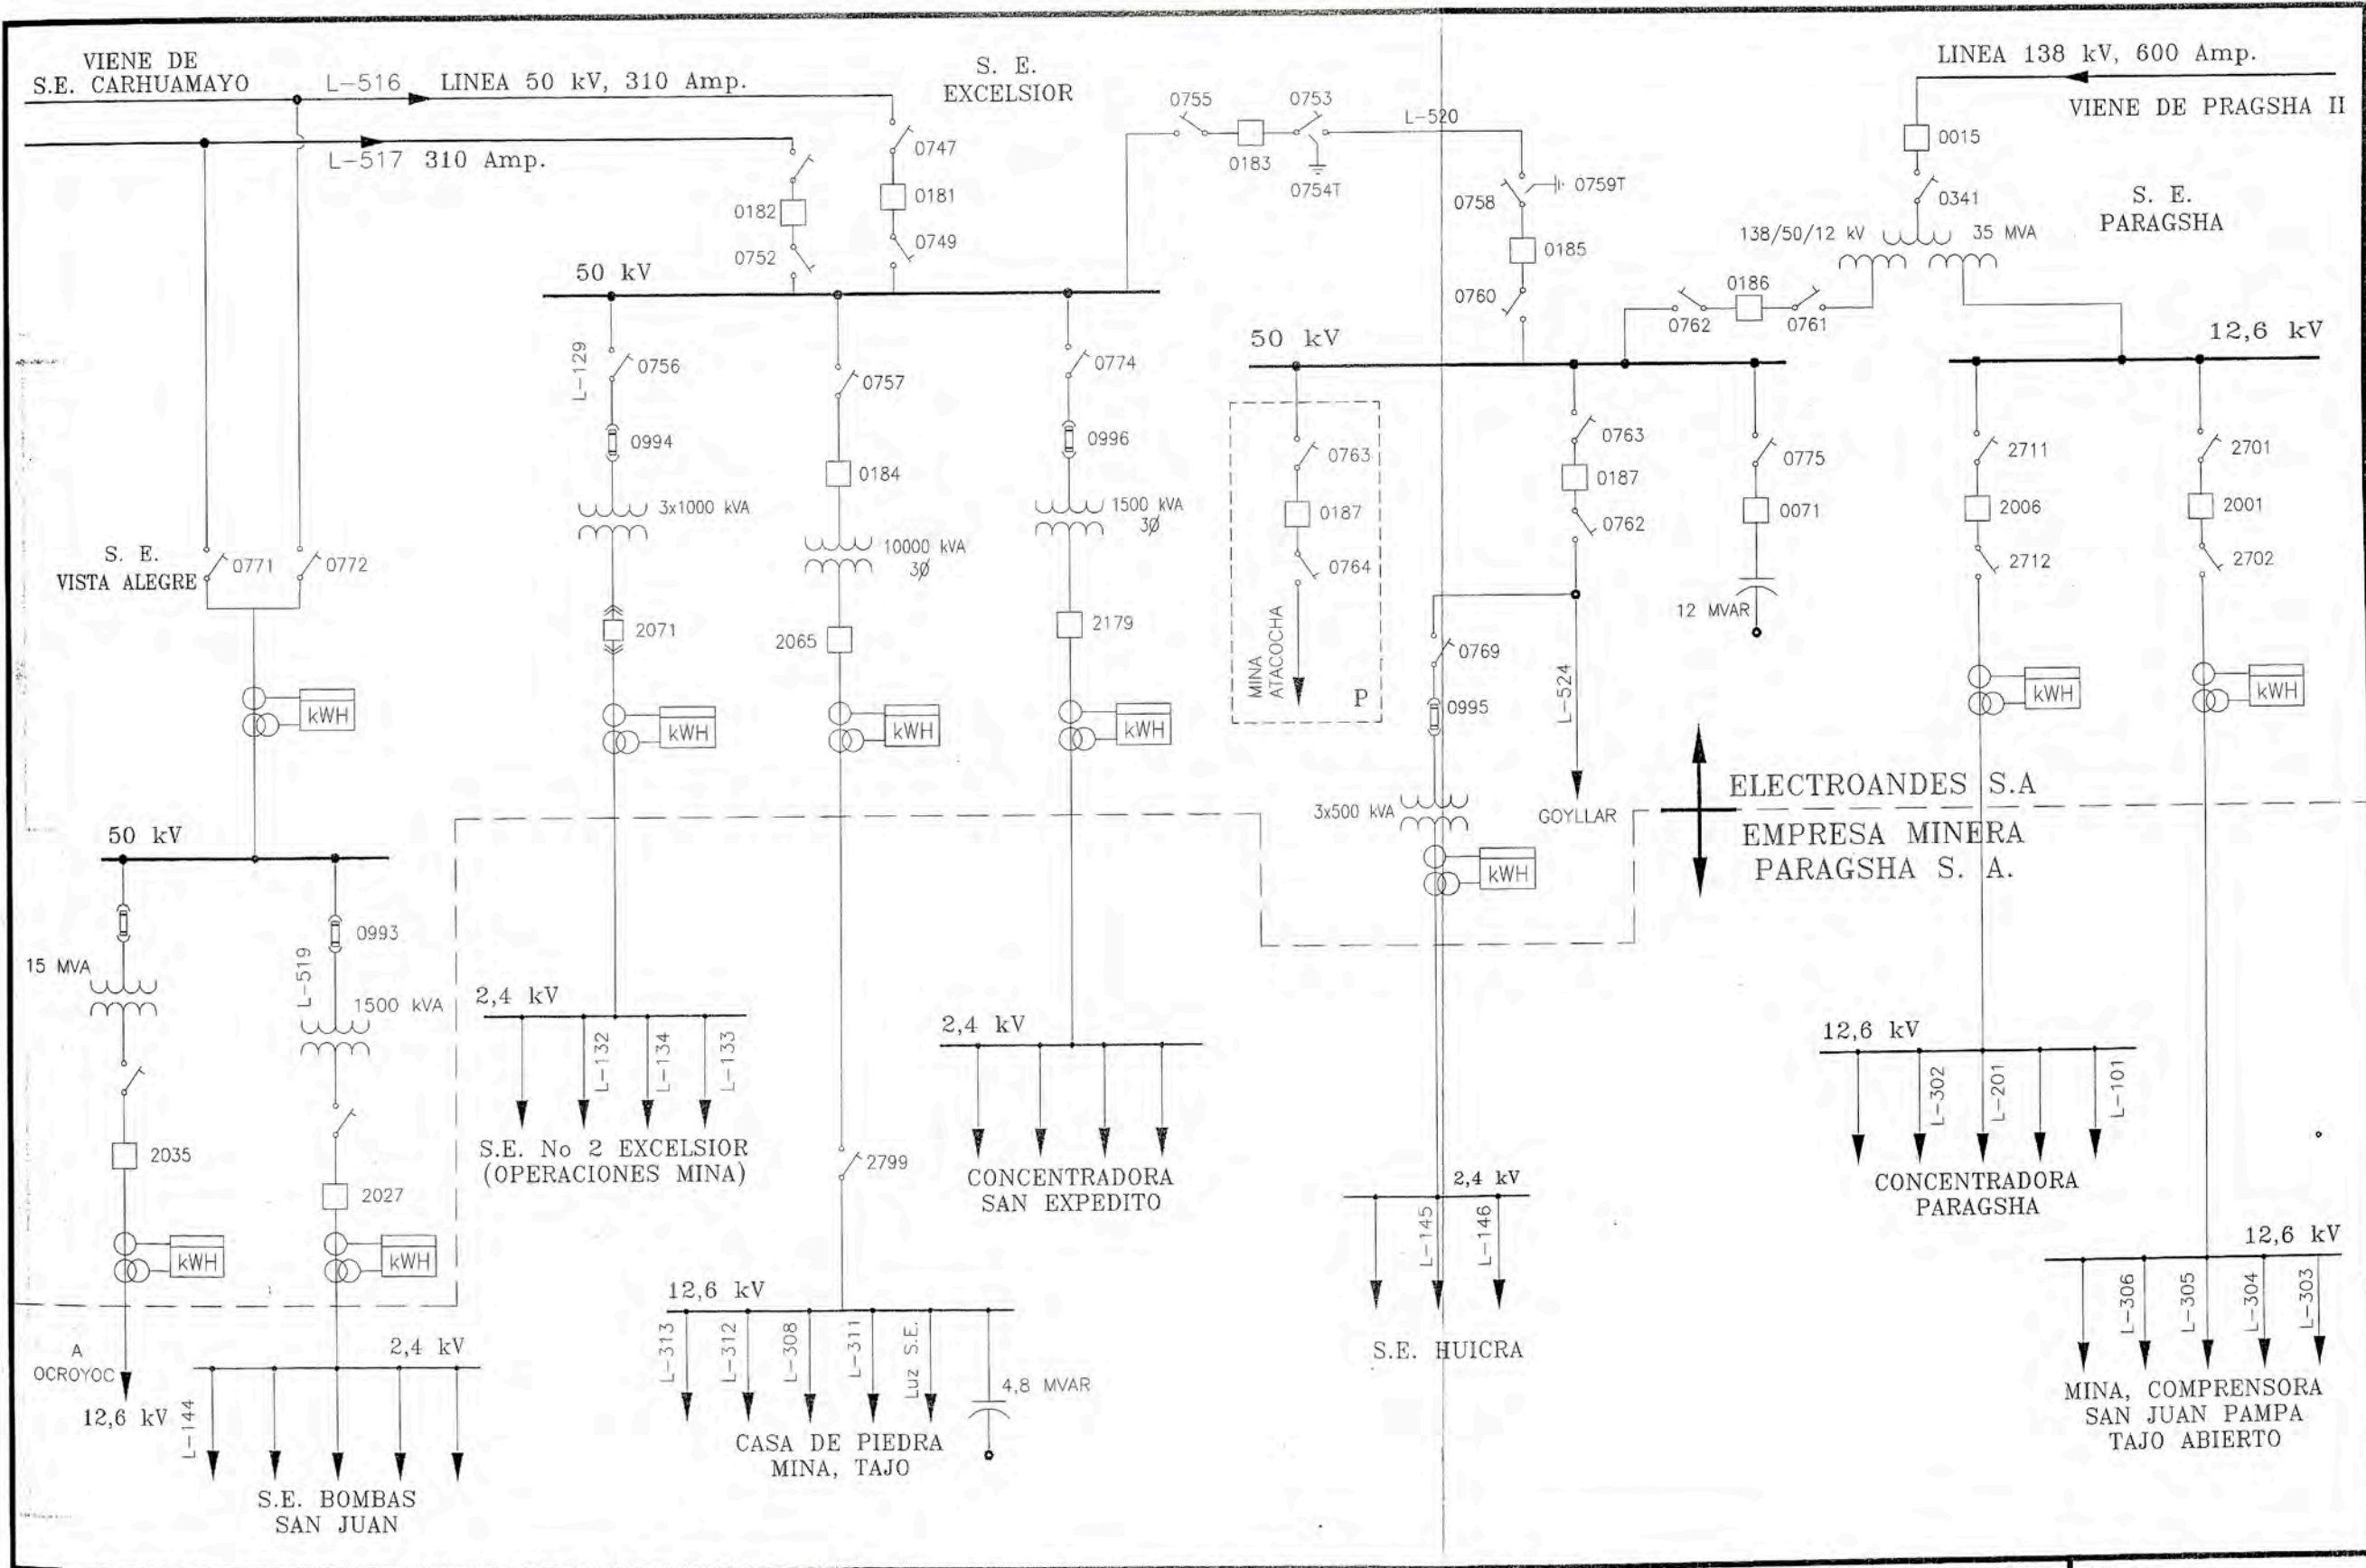 VIENE DE
S.E. CARHUAMAYO
L-516
LINEA 50 kV, 310 Amp.
L-517 310 Amp.
S. E.
EXCELSIOR
0747
0181
0749
0182
0752
0755
0183
0753
0754T
L-520
0758
0759T
0185
0760
LINEA 138 kV, 600 Amp.
VIENE DE PRAGSHA II
0015
0341
S. E.
PARAGSHA
138/50/12 kV
35 MVA
0186
0762
0761
50 kV
L-129
0756
0994
3x1000 kVA
2071
kWH
0757
0184
10000 kVA
3Ø
2065
kWH
0774
0996
1500 kVA
3Ø
2179
kWH
50 kV
0763
0187
0764
MINA
ATACOCHA
P
0763
0187
0762
0769
0995
L-524
3x500 kVA
GOYLLAR
kWH
0775
0071
12 MVAR
12,6 kV
2711
2006
2712
kWH
2701
2001
2702
kWH
ELECTROANDES S.A
EMPRESA MINERA
PARAGSHA S. A.
S. E.
VISTA ALEGRE
0771
0772
kWH
50 kV
15 MVA
2035
kWH
A
OCROYOC
12,6 kV
0993
L-519
1500 kVA
2027
kWH
2,4 kV
L-144
S.E. BOMBAS
SAN JUAN
2,4 kV
L-132
L-134
L-133
S.E. No 2 EXCELSIOR
(OPERACIONES MINA)
2799
12,6 kV
L-313
L-312
L-308
L-311
Luz S.E.
4,8 MVAR
CASA DE PIEDRA
MINA, TAJO
2,4 kV
CONCENTRADORA
SAN EXPEDITO
2,4 kV
L-145
L-146
S.E. HUICRA
12,6 kV
L-302
L-201
L-101
CONCENTRADORA
PARAGSHA
12,6 kV
L-306
L-305
L-304
L-303
MINA, COMPRENSORA
SAN JUAN PAMPA
TAJO ABIERTO